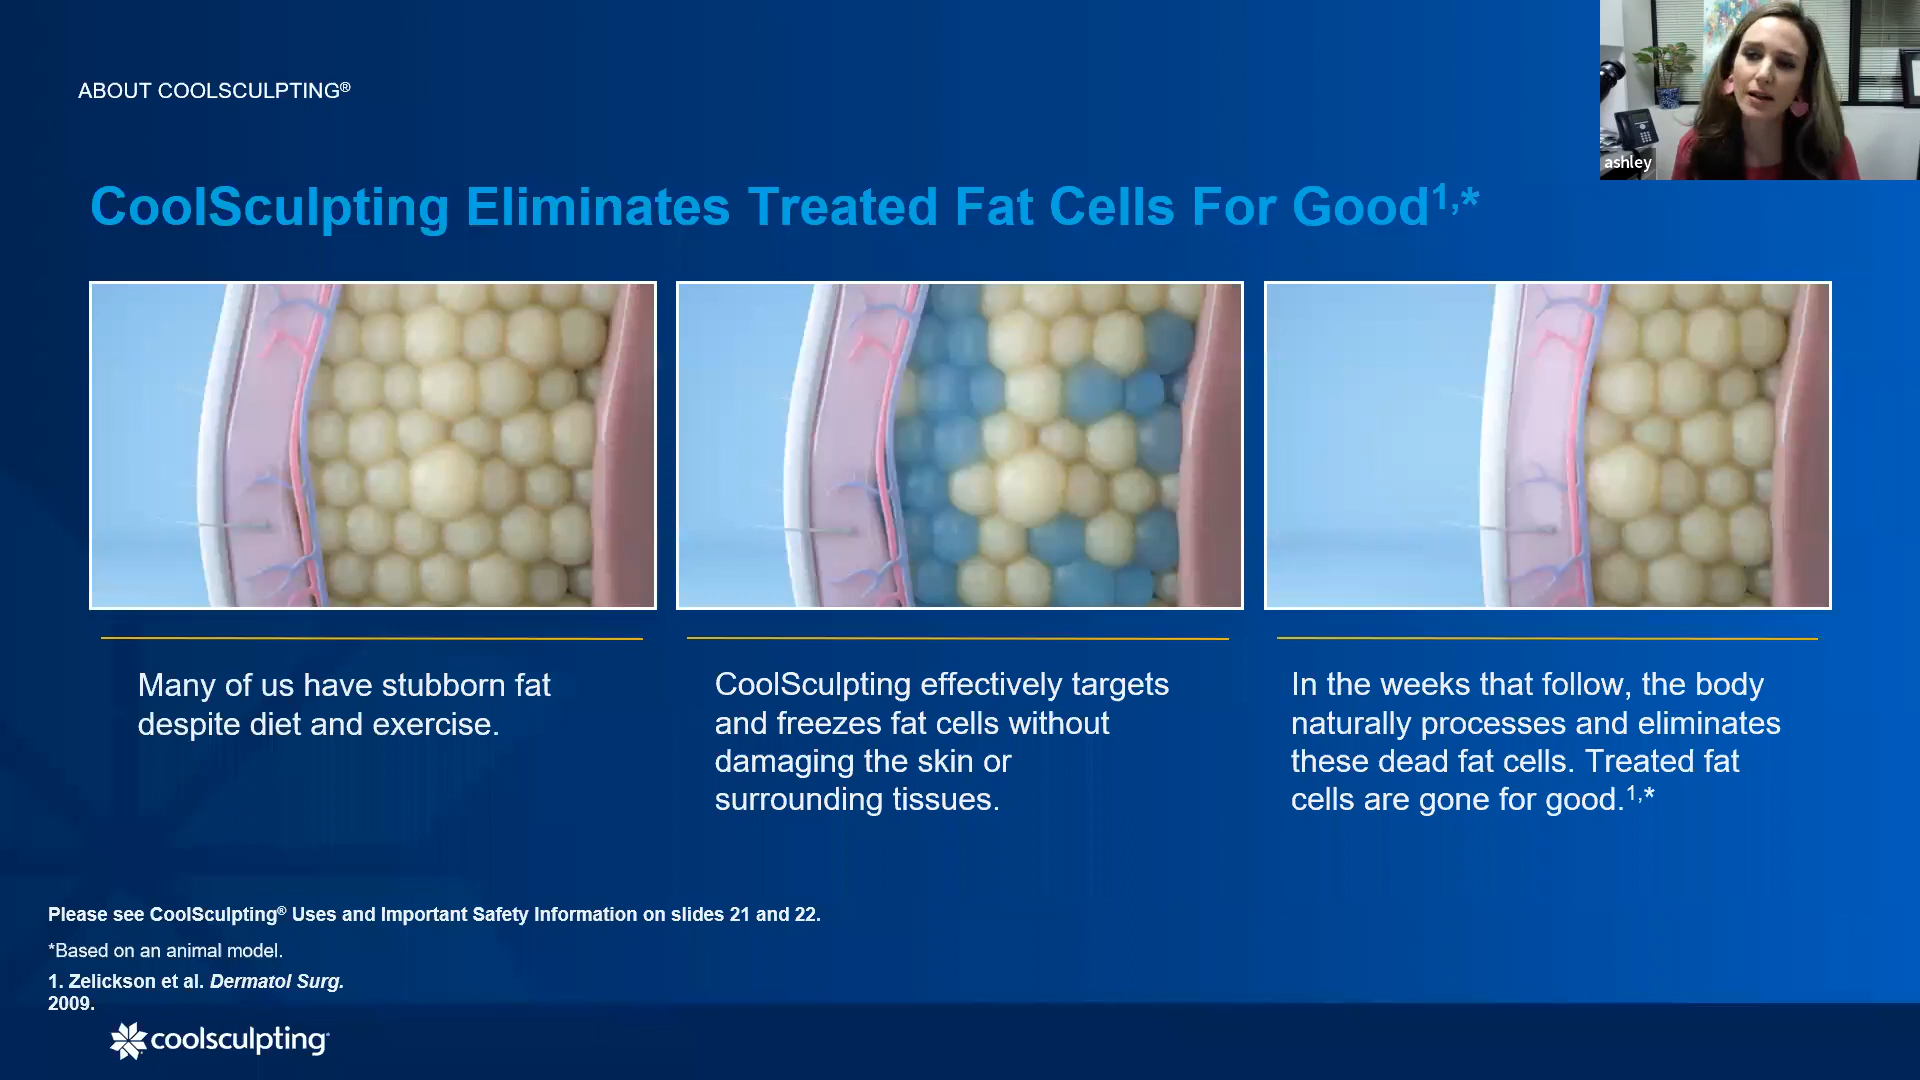 ABOUT COOLSCULPTING®
ashley
CoolSculpting Eliminates Treated Fat Cells For Good¹,*
Many of us have stubborn fat
despite diet and exercise.
CoolSculpting effectively targets
and freezes fat cells without
damaging the skin or
surrounding tissues.
In the weeks that follow, the body
naturally processes and eliminates
these dead fat cells. Treated fat
cells are gone for good.¹,*
Please see CoolSculpting® Uses and Important Safety Information on slides 21 and 22.
*Based on an animal model.
1. Zelickson et al. Dermatol Surg.
2009.
coolsculpting